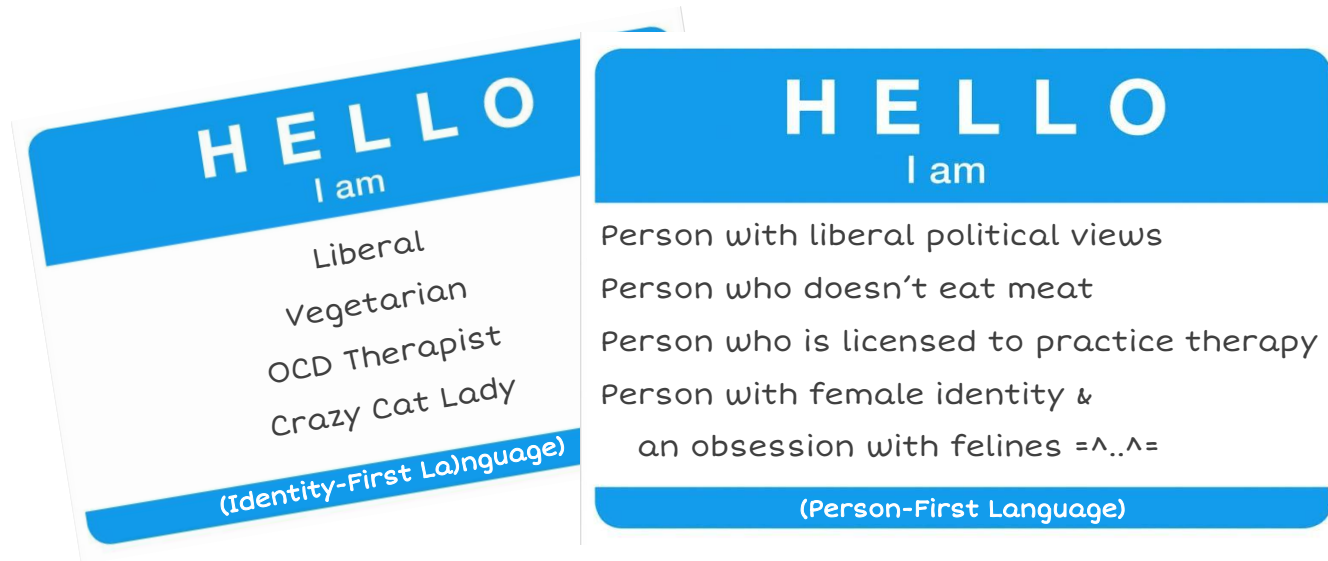 HELLO
I am
Liberal
Vegetarian
OCD Therapist
Crazy Cat Lady
(Identity-First La)nguage)
HELLO
I am
Person with liberal political views
Person who doesn't eat meat
Person who is licensed to practice therapy
Person with female identity &
an obsession with felines =^..^=
(Person-First Language)